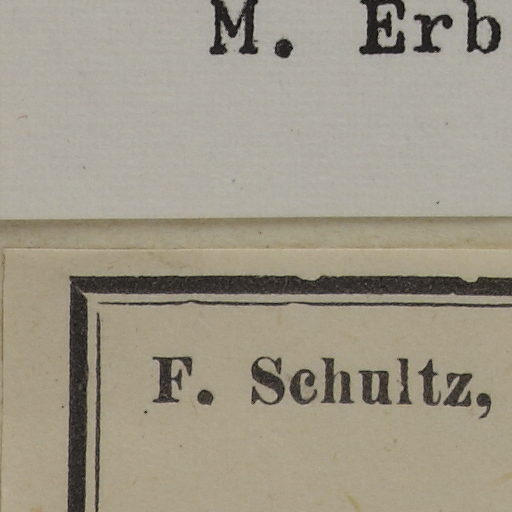 M. Erb
F. Schultz,